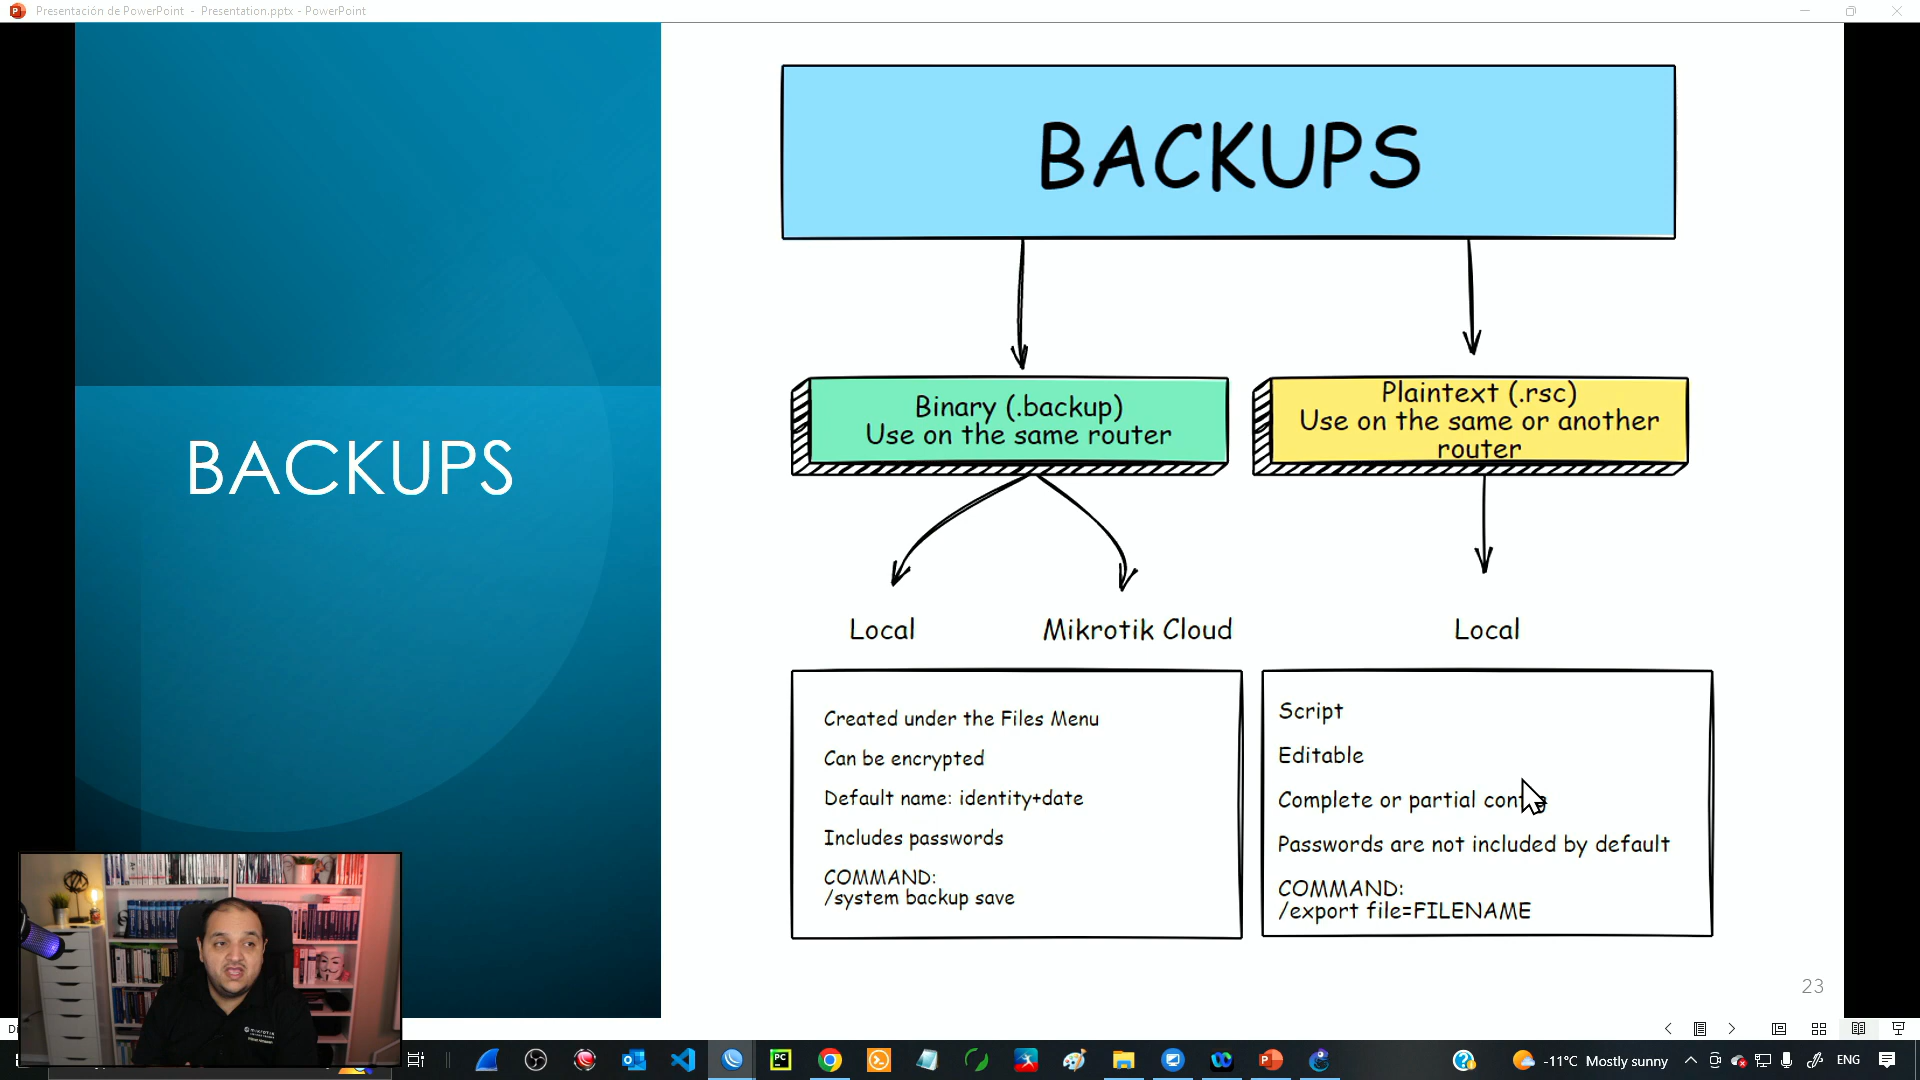 Presentación de PowerPoint - Presentation.pptx - PowerPoint
BACKUPS
BACKUPS
Binary (.backup)
Use on the same router
Plaintext (.rsc)
Use on the same or another
router
Local
Mikrotik Cloud
Local
Created under the Files Menu
Can be encrypted
Default name: identity+date
Includes passwords
COMMAND:
/system backup save
Script
Editable
Complete or partial
Passwords are not included by default
COMMAND:
/export file=FILENAME
23
-11°C Mostly sunny
ENG